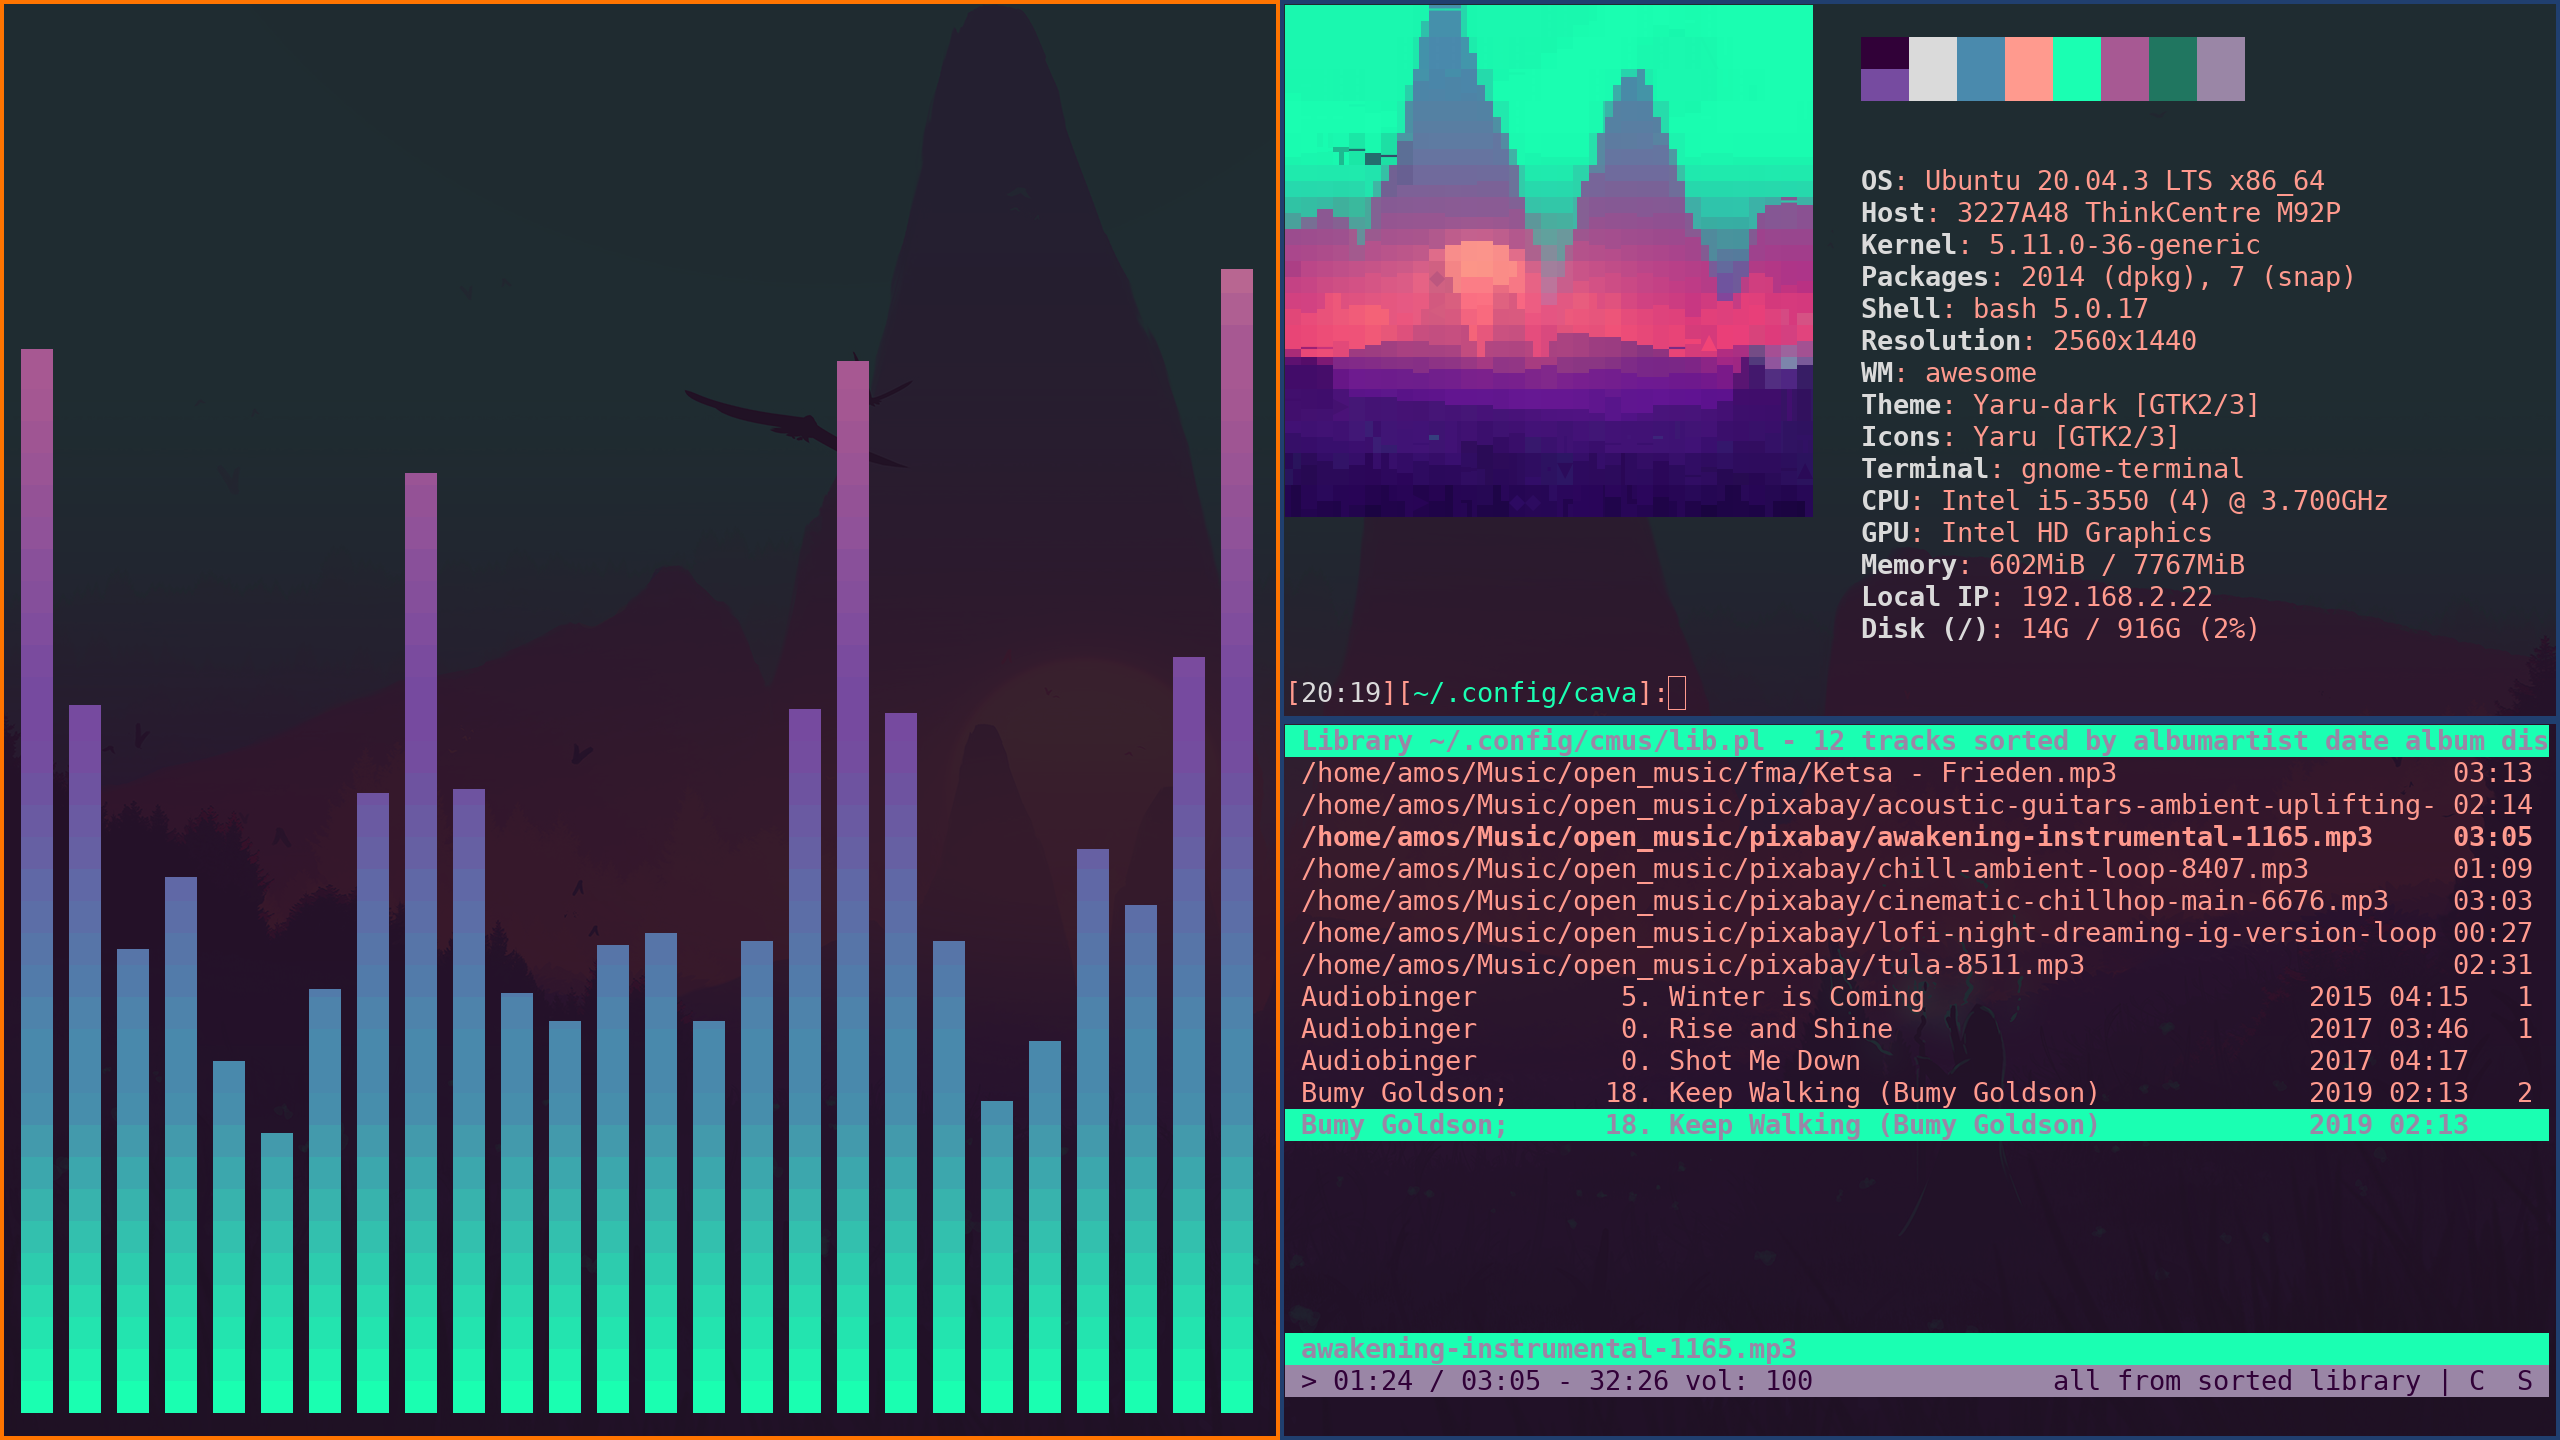 OS: Ubuntu 20.04.3 LTS x86_64
Host: 3227A48 ThinkCentre M92P
Kernel: 5.11.0-36-generic
Packages: 2014 (dpkg), 7 (snap)
Shell: bash 5.0.17
Resolution: 2560x1440
WM: awesome
Theme: Yaru-dark [GTK2/3]
Icons: Yaru [GTK2/3]
Terminal: gnome-terminal
CPU: Intel i5-3550 (4) @ 3.700GHz
GPU: Intel HD Graphics
Memory: 602MiB / 7767MiB
Local IP: 192.168.2.22
Disk (/): 14G / 916G (2%)
[20:19][~/.config/cava]:
Library ~/.config/cmus/lib.pl - 12 tracks sorted by albumartist date album dis
/home/amos/Music/open_music/fma/Ketsa - Frieden.mp3 03:13
/home/amos/Music/open_music/pixabay/acoustic-guitars-ambient-uplifting- 02:14
/home/amos/Music/open_music/pixabay/awakening-instrumental-1165.mp3 03:05
/home/amos/Music/open_music/pixabay/chill-ambient-loop-8407.mp3 01:09
/home/amos/Music/open_music/pixabay/cinematic-chillhop-main-6676.mp3 03:03
/home/amos/Music/open_music/pixabay/lofi-night-dreaming-ig-version-loop 00:27
/home/amos/Music/open_music/pixabay/tula-8511.mp3 02:31
Audiobinger 5. Winter is Coming 2015 04:15 1
Audiobinger 0. Rise and Shine 2017 03:46 1
Audiobinger 0. Shot Me Down 2017 04:17
Bumy Goldson; 18. Keep Walking (Bumy Goldson) 2019 02:13 2
Bumy Goldson; 18. Keep Walking (Bumy Goldson) 2019 02:13
awakening-instrumental-1165.mp3
> 01:24 / 03:05 - 32:26 vol: 100 all from sorted library | C S